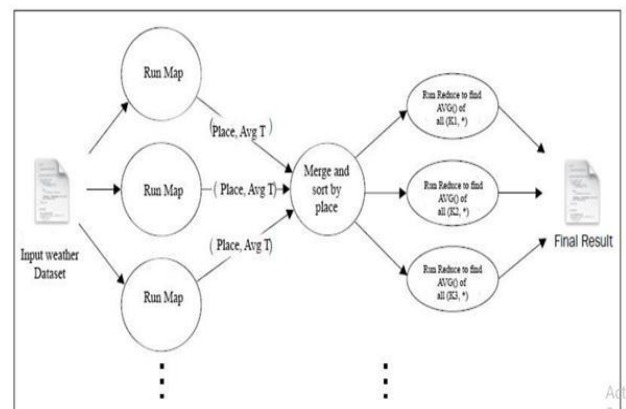 Run Map
(Place, Avg T )
Run Map
( Place, Avg T)
Run Map
( Place, Avg T)
Input weather
Dataset
Merge and
sort by
place
Run Reduce to find
AVG() of
all (K1, *)
Run Reduce to find
AVG() of
all (K2, *)
Run Reduce to find
AVG() of
all (K3, *)
Final Result
Act